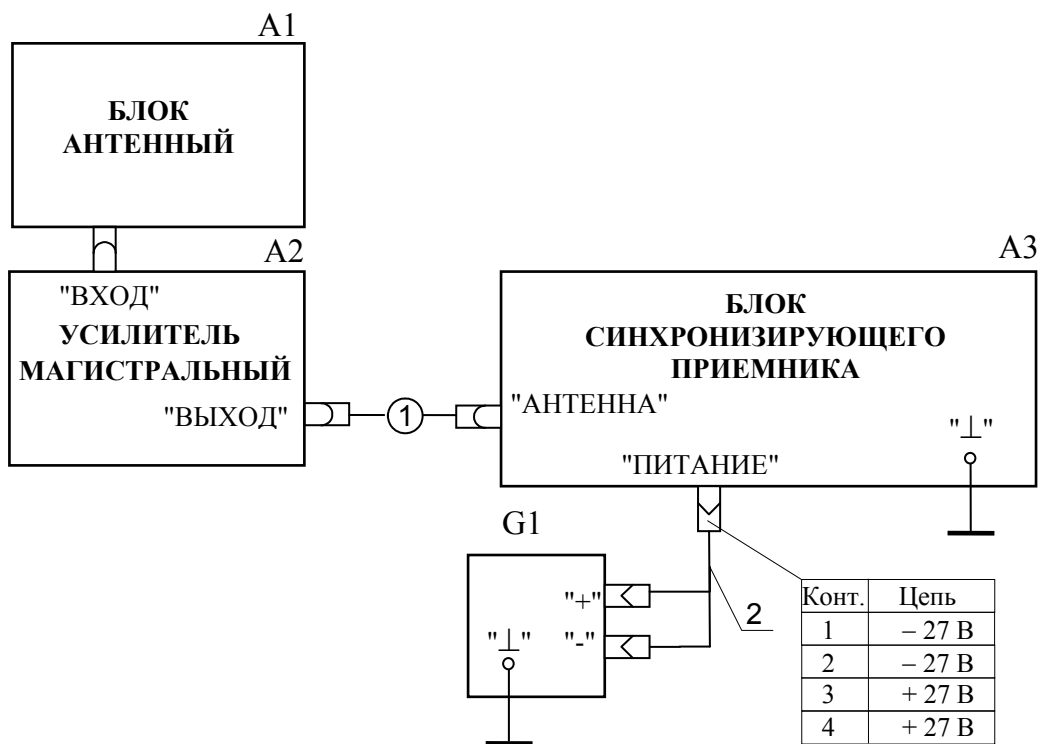 A1
БЛОК
АНТЕННЫЙ
A2
"ВХОД"
УСИЛИТЕЛЬ
МАГИСТРАЛЬНЫЙ
"ВЫХОД"
1
A3
БЛОК
СИНХРОНИЗИРУЮЩЕГО
ПРИЕМНИКА
"АНТЕННА"
"⊥"
"ПИТАНИЕ"
G1
"+"
"-"
"⊥"
2
Конт. Цепь
1 – 27 В
2 – 27 В
3 + 27 В
4 + 27 В